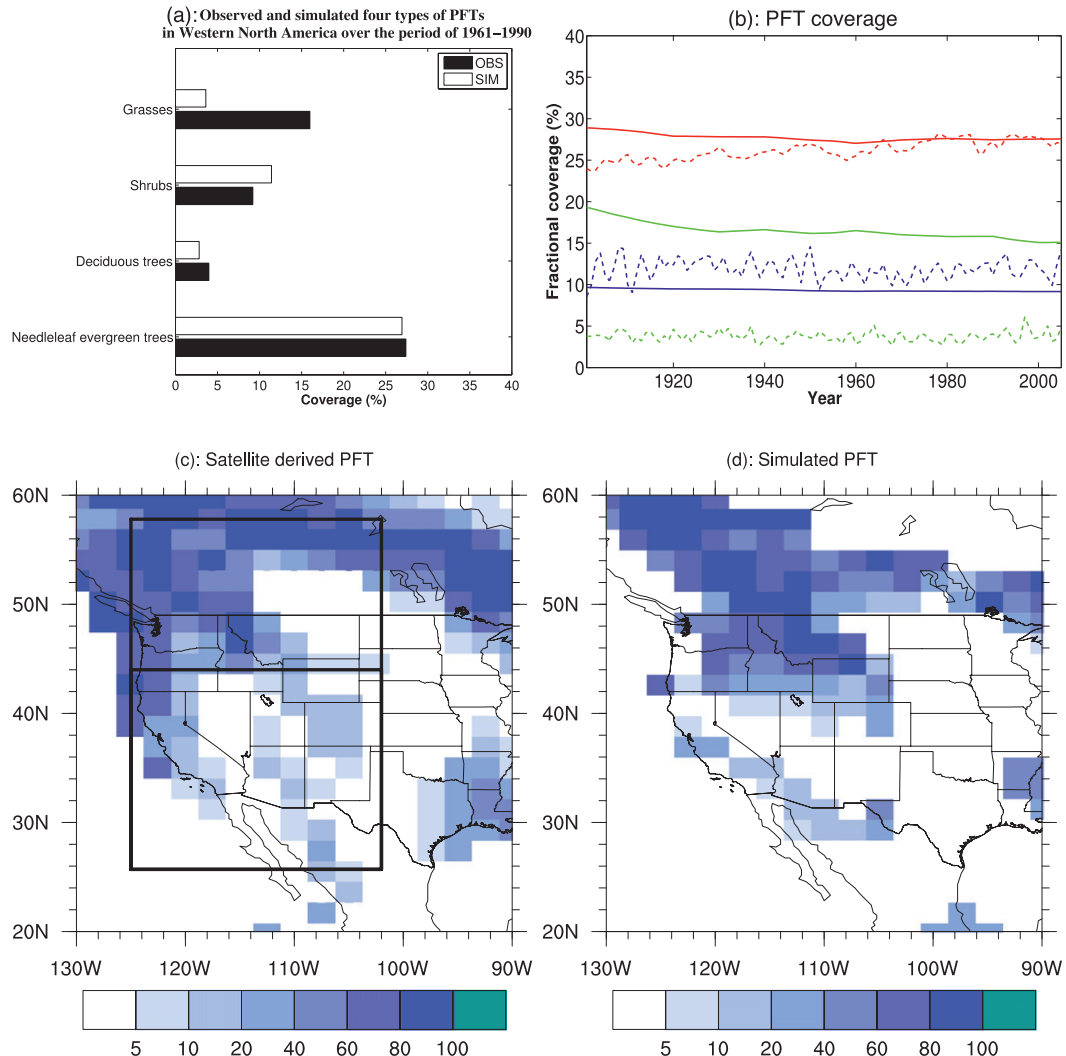 (a): Observed and simulated four types of PFTs
in Western North America over the period of 1961−1990
OBS
SIM
Grasses
Shrubs
Deciduous trees
Needleleaf evergreen trees
0 5 10 15 20 25 30 35 40
Coverage (%)
(b): PFT coverage
40
35
30
25
20
15
10
5
0
Fractional coverage (%)
1920 1940 1960 1980 2000
Year
(c): Satellite derived PFT
60N
50N
40N
30N
20N
130W 120W 110W 100W 90W
5 10 20 40 60 80 100
(d): Simulated PFT
60N
50N
40N
30N
20N
130W 120W 110W 100W 90W
5 10 20 40 60 80 100